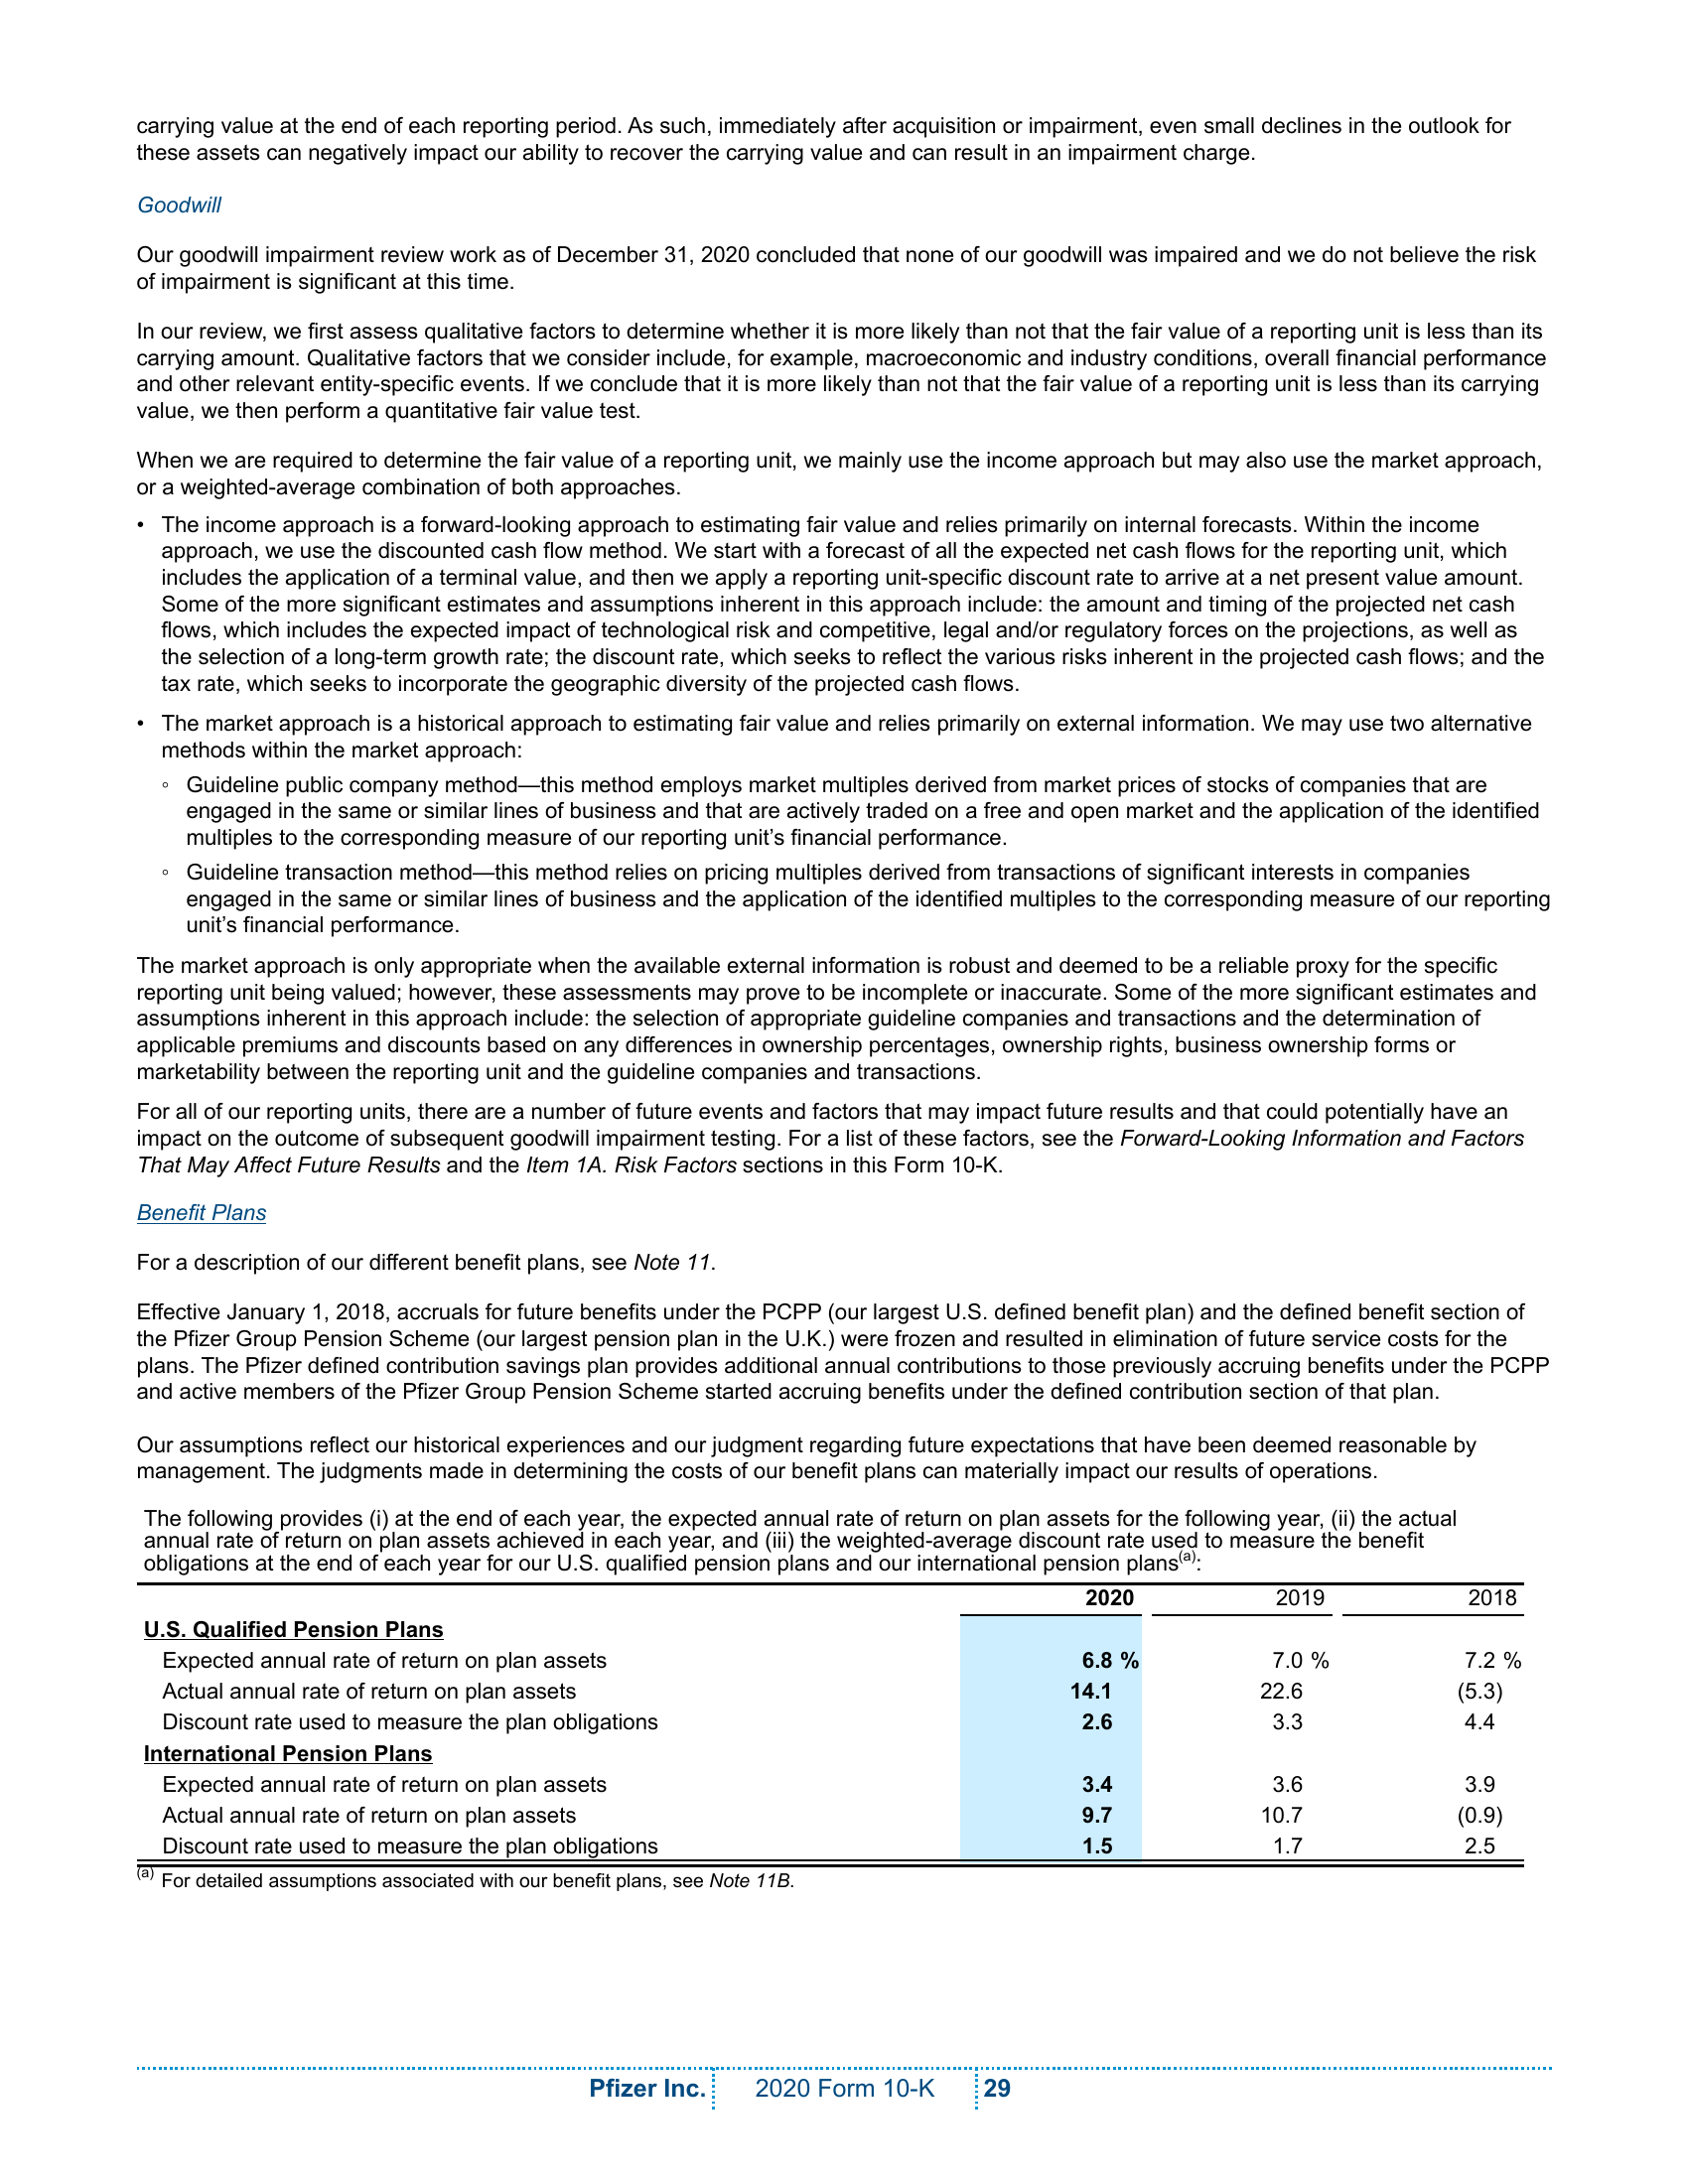 carrying value at the end of each reporting period. As such, immediately after acquisition or impairment, even small declines in the outlook for
these assets can negatively impact our ability to recover the carrying value and can result in an impairment charge.
Goodwill
Our goodwill impairment review work as of December 31, 2020 concluded that none of our goodwill was impaired and we do not believe the risk
of impairment is significant at this time.
In our review, we first assess qualitative factors to determine whether it is more likely than not that the fair value of a reporting unit is less than its
carrying amount. Qualitative factors that we consider include, for example, macroeconomic and industry conditions, overall financial performance
and other relevant entity-specific events. If we conclude that it is more likely than not that the fair value of a reporting unit is less than its carrying
value, we then perform a quantitative fair value test.
When we are required to determine the fair value of a reporting unit, we mainly use the income approach but may also use the market approach,
or a weighted-average combination of both approaches.
• The income approach is a forward-looking approach to estimating fair value and relies primarily on internal forecasts. Within the income
approach, we use the discounted cash flow method. We start with a forecast of all the expected net cash flows for the reporting unit, which
includes the application of a terminal value, and then we apply a reporting unit-specific discount rate to arrive at a net present value amount.
Some of the more significant estimates and assumptions inherent in this approach include: the amount and timing of the projected net cash
flows, which includes the expected impact of technological risk and competitive, legal and/or regulatory forces on the projections, as well as
the selection of a long-term growth rate; the discount rate, which seeks to reflect the various risks inherent in the projected cash flows; and the
tax rate, which seeks to incorporate the geographic diversity of the projected cash flows.
• The market approach is a historical approach to estimating fair value and relies primarily on external information. We may use two alternative
methods within the market approach:
◦ Guideline public company method—this method employs market multiples derived from market prices of stocks of companies that are
engaged in the same or similar lines of business and that are actively traded on a free and open market and the application of the identified
multiples to the corresponding measure of our reporting unit’s financial performance.
◦ Guideline transaction method—this method relies on pricing multiples derived from transactions of significant interests in companies
engaged in the same or similar lines of business and the application of the identified multiples to the corresponding measure of our reporting
unit’s financial performance.
The market approach is only appropriate when the available external information is robust and deemed to be a reliable proxy for the specific
reporting unit being valued; however, these assessments may prove to be incomplete or inaccurate. Some of the more significant estimates and
assumptions inherent in this approach include: the selection of appropriate guideline companies and transactions and the determination of
applicable premiums and discounts based on any differences in ownership percentages, ownership rights, business ownership forms or
marketability between the reporting unit and the guideline companies and transactions.
For all of our reporting units, there are a number of future events and factors that may impact future results and that could potentially have an
impact on the outcome of subsequent goodwill impairment testing. For a list of these factors, see the Forward-Looking Information and Factors
That May Affect Future Results and the Item 1A. Risk Factors sections in this Form 10-K.
Benefit Plans
For a description of our different benefit plans, see Note 11.
Effective January 1, 2018, accruals for future benefits under the PCPP (our largest U.S. defined benefit plan) and the defined benefit section of
the Pfizer Group Pension Scheme (our largest pension plan in the U.K.) were frozen and resulted in elimination of future service costs for the
plans. The Pfizer defined contribution savings plan provides additional annual contributions to those previously accruing benefits under the PCPP
and active members of the Pfizer Group Pension Scheme started accruing benefits under the defined contribution section of that plan.
Our assumptions reflect our historical experiences and our judgment regarding future expectations that have been deemed reasonable by
management. The judgments made in determining the costs of our benefit plans can materially impact our results of operations.
The following provides (i) at the end of each year, the expected annual rate of return on plan assets for the following year, (ii) the actual
annual rate of return on plan assets achieved in each year, and (iii) the weighted-average discount rate used to measure the benefit
obligations at the end of each year for our U.S. qualified pension plans and our international pension plans(a):
2020 2019 2018
U.S. Qualified Pension Plans
Expected annual rate of return on plan assets 6.8 % 7.0 % 7.2 %
Actual annual rate of return on plan assets 14.1 22.6 (5.3)
Discount rate used to measure the plan obligations 2.6 3.3 4.4
International Pension Plans
Expected annual rate of return on plan assets 3.4 3.6 3.9
Actual annual rate of return on plan assets 9.7 10.7 (0.9)
Discount rate used to measure the plan obligations 1.5 1.7 2.5
(a) For detailed assumptions associated with our benefit plans, see Note 11B.
Pfizer Inc. 2020 Form 10-K 29